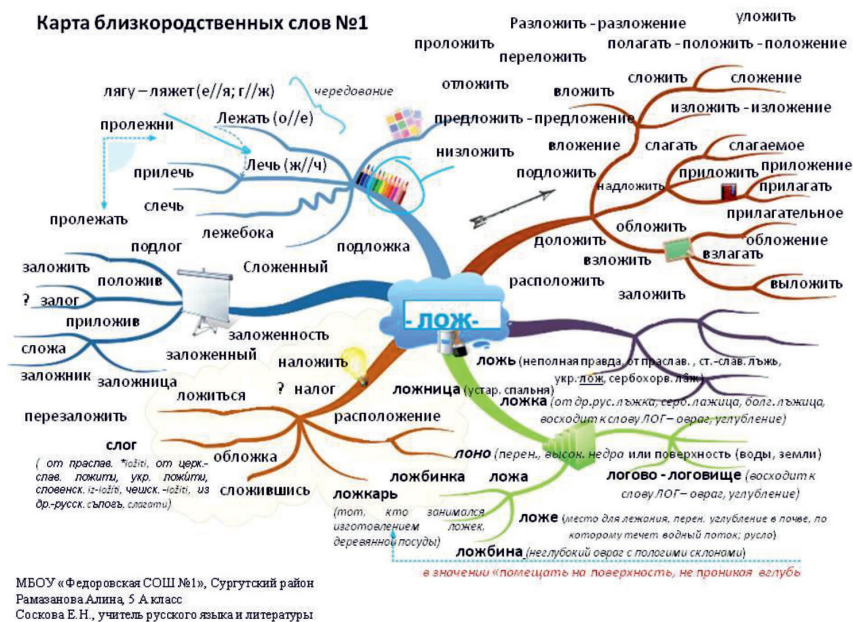 Карта близкородственных слов №1
Разложить - разложение
уложить
проложить
полагать - положить - положение
переложить
отложить
вложить
сложить
сложение
лягу – ляжет (е//я; г//ж)
чередование
изложить - изложение
пролежни
Лежать (о//е)
предложить - предложение
Лечь (ж//ч)
низложить
вложение
слагать
слагаемое
прилечь
подложить
надложить
приложить
приложение
прилагать
слечь
прилагательное
пролежать
лежебока
обложить
обложение
подлог
подложка
доложить
взложить
взлагать
заложить
Сложенный
положив
расположить
выложить
? залог
заложить
- ЛОЖ-
приложив
заложенность
сложа
заложенный
наложить
ложь (неполная правда, от праслав. , ст.-слав. лъжь,
укр. лож, сербохорв. ла̑ж)
заложник
заложница
? налог
ложница (устар. спальня)
ложиться
ложка (от др.рус. лъжка, серб. лажица, болг. лъжица,
восходит к слову ЛОГ – овраг, углубление)
перезаложить
расположение
слог
( от праслав. *ložiti, от церк.-
слав. ложити, укр. ложи́ти,
словенск. iz-ložiti, чешск. -ložiti, из
др.-русск. съпогъ, слагати)
обложка
лоно (перен., высок. недра или поверхность (воды, земли)
сложившись
ложбинка
ложа
логово - логовище (восходит к
слову ЛОГ – овраг, углубление)
ложкарь
(тот, кто занимался
изготовлением ложек,
деревянной посуды)
ложе (место для лежания, перен. углубление в почве, по
которому течет водный поток; русло)
ложбина (неглубокий овраг с пологими склонами)
в значении «помещать на поверхность, не проникая вглубь
МБОУ «Федоровская СОШ №1», Сургутский район
Рамазанова Алина, 5 А класс
Соскова Е.Н., учитель русского языка и литературы